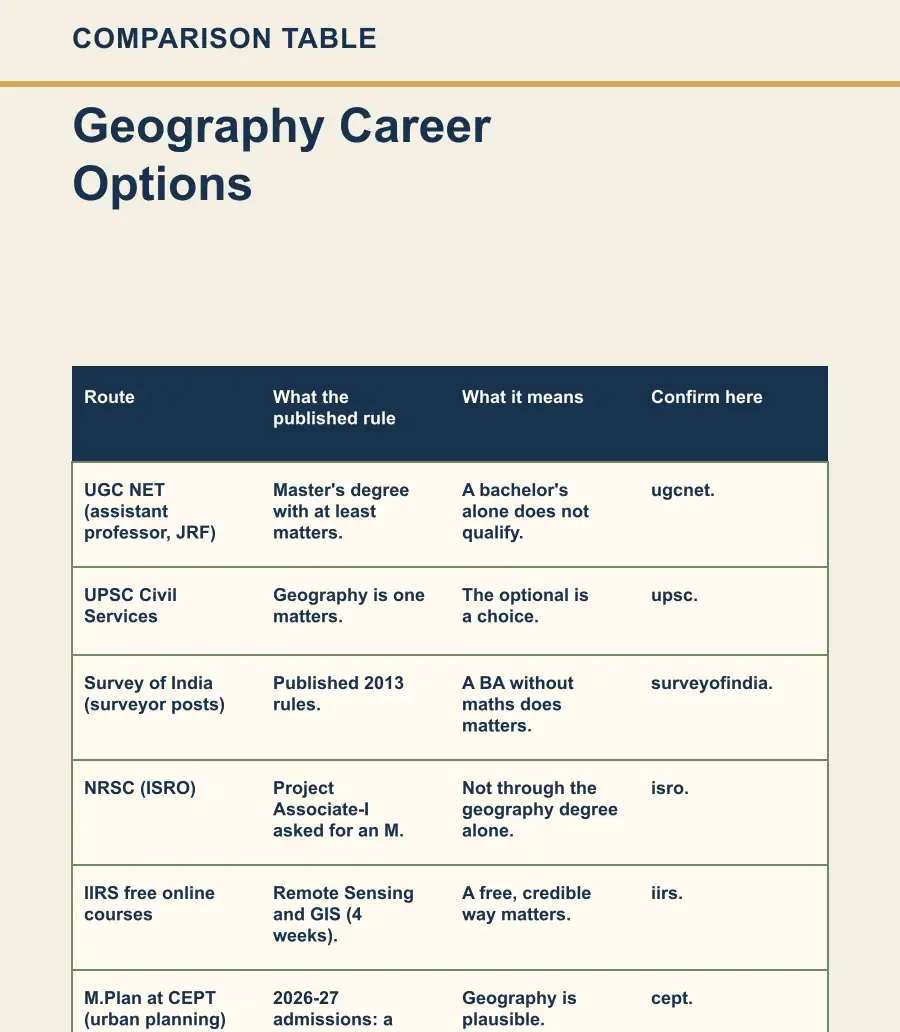 COMPARISON TABLE
Geography Career
Options
Route
What the
published rule
What it means
Confirm here
UGC NET
(assistant
professor, JRF)
Master's degree
with at least
matters.
A bachelor's
alone does not
qualify.
ugcnet.
UPSC Civil
Services
Geography is one
matters.
The optional is
a choice.
upsc.
Survey of India
(surveyor posts)
Published 2013
rules.
A BA without
maths does
matters.
surveyofindia.
NRSC (ISRO)
Project
Associate-I
asked for an M.
Not through the
geography degree
alone.
isro.
IIRS free online
courses
Remote Sensing
and GIS (4
weeks).
A free, credible
way matters.
iirs.
M.Plan at CEPT
(urban planning)
2026-27
admissions: a
Geography is
plausible.
cept.